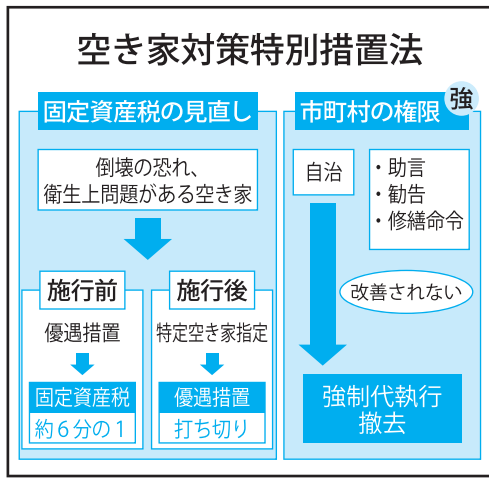 空き家対策特別措置法
固定資産税の見直し
倒壊の恐れ、
衛生上問題がある空き家
施行前
優遇措置
固定資産税
約6分の1
施行後
特定空き家指定
優遇措置
打ち切り
市町村の権限
強
自治
・助言
・勧告
・修繕命令
改善されない
強制代執行
撤去